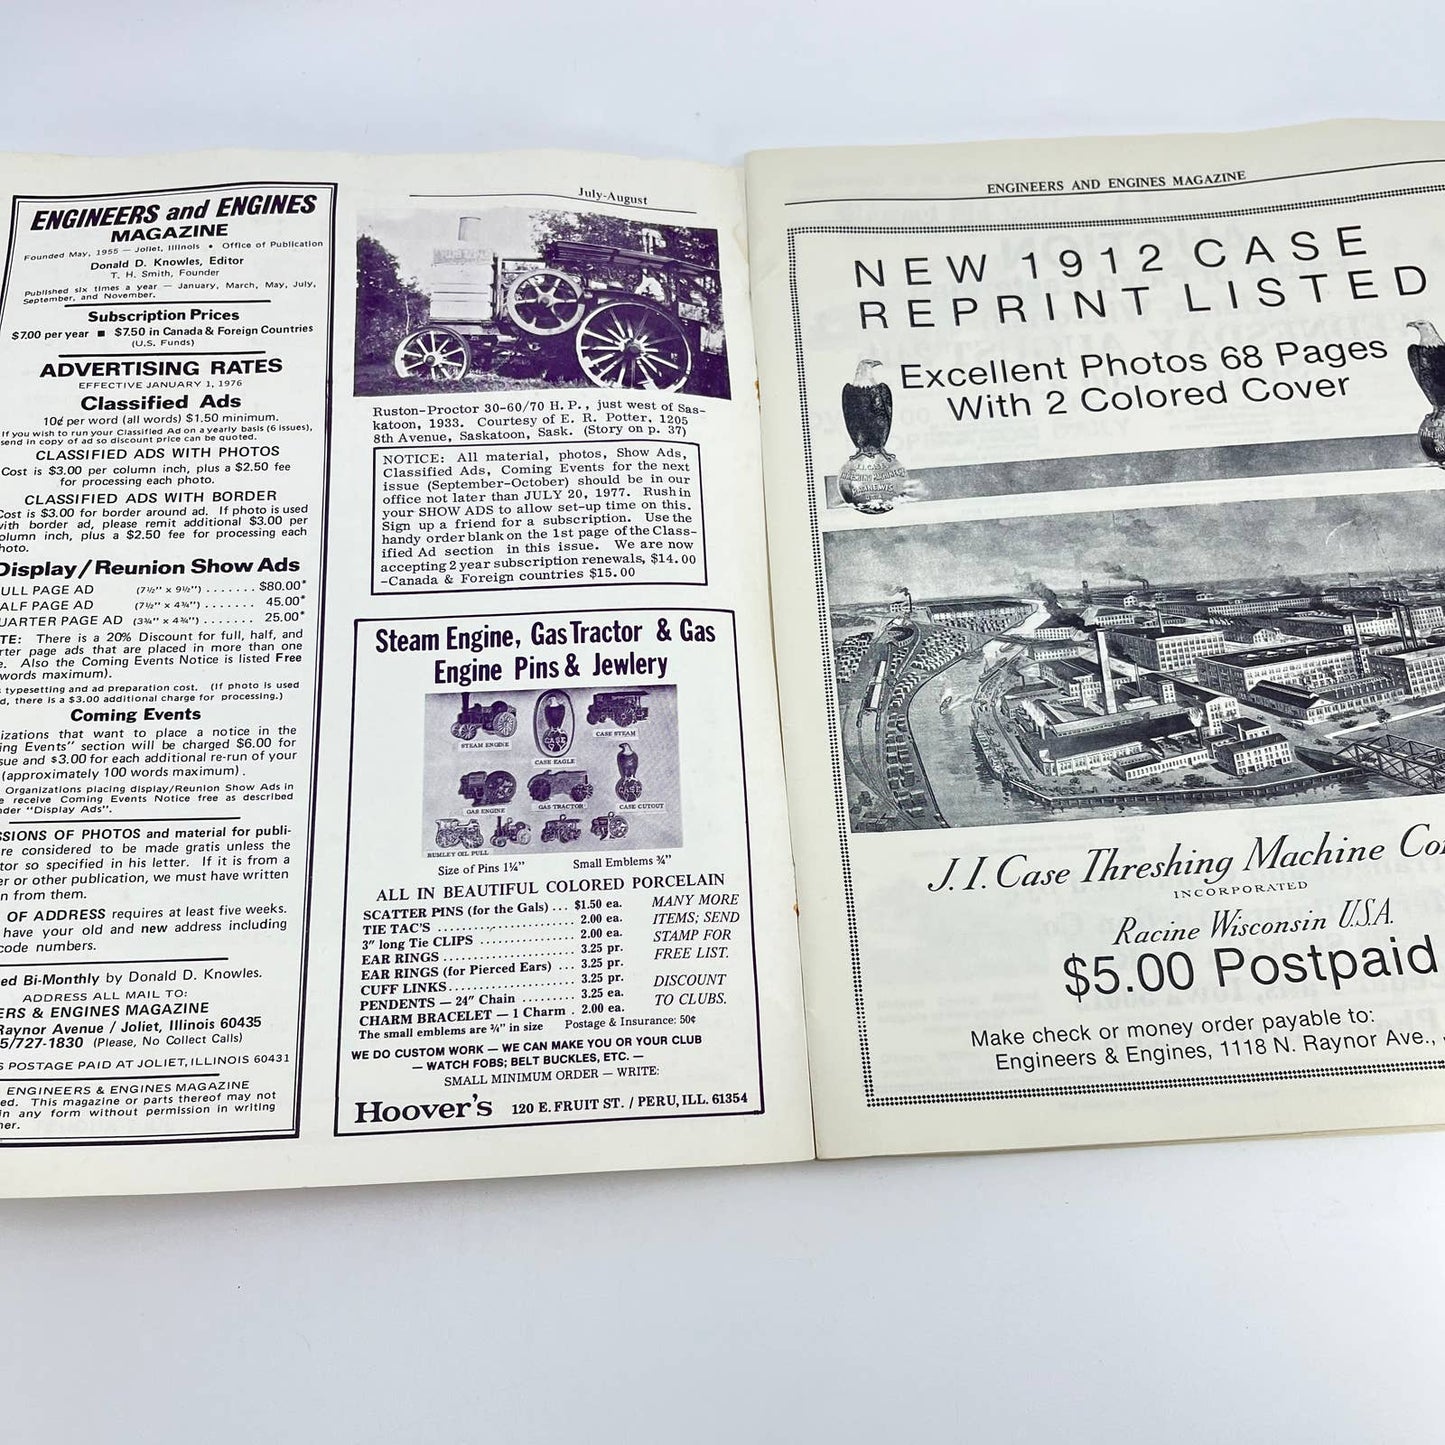 ENGINEERS and ENGINES
MAGAZINE
Founded May, 1955 — Joliet, Illinois • Office of Publication
Donald D. Knowles, Editor
T. H. Smith, Founder
Published six times a year — January, March, May, July,
September, and November.
Subscription Prices
$7.00 per year ■ $7.50 in Canada & Foreign Countries
(U.S. Funds)
ADVERTISING RATES
EFFECTIVE JANUARY 1, 1976
Classified Ads
10¢ per word (all words) $1.50 minimum.
If you wish to run your Classified Ad on a yearly basis (6 issues),
send in copy of ad so discount price can be quoted.
CLASSIFIED ADS WITH PHOTOS
Cost is $3.00 per column inch, plus a $2.50 fee
for processing each photo.
CLASSIFIED ADS WITH BORDER
Cost is $3.00 for border around ad. If photo is used
with border ad, please remit additional $3.00 per
column inch, plus a $2.50 fee for processing each
photo.
Display/Reunion Show Ads
FULL PAGE AD (7½" x 9½") ....... $80.00*
HALF PAGE AD (7½" x 4¾") ....... 45.00*
QUARTER PAGE AD (3¾" x 4¾") ....... 25.00*
NOTE: There is a 20% Discount for full, half, and
quarter page ads that are placed in more than one
Also the Coming Events Notice is listed Free
words maximum).
typesetting and ad preparation cost. (If photo is used
there is a $3.00 additional charge for processing.)
Coming Events
Organizations that want to place a notice in the
"Coming Events" section will be charged $6.00 for
issue and $3.00 for each additional re-run of your
(approximately 100 words maximum).
Organizations placing display/Reunion Show Ads in
receive Coming Events Notice free as described
under "Display Ads".
SUBMISSIONS OF PHOTOS and material for publi-
are considered to be made gratis unless the
so specified in his letter. If it is from a
or other publication, we must have written
from them.
OF ADDRESS requires at least five weeks.
have your old and new address including
code numbers.
Bi-Monthly by Donald D. Knowles.
ADDRESS ALL MAIL TO:
ENGINEERS & ENGINES MAGAZINE
Raynor Avenue / Joliet, Illinois 60435
5/727-1830 (Please, No Collect Calls)
POSTAGE PAID AT JOLIET, ILLINOIS 60431
ENGINEERS & ENGINES MAGAZINE
This magazine or parts thereof may not
in any form without permission in writing
July-August
Ruston-Proctor 30-60/70 H.P., just west of Sas-
katoon, 1933. Courtesy of E. R. Potter, 1205
8th Avenue, Saskatoon, Sask. (Story on p. 37)
NOTICE: All material, photos, Show Ads,
Classified Ads, Coming Events for the next
issue (September-October) should be in our
office not later than JULY 20, 1977. Rush in
your SHOW ADS to allow set-up time on this.
Sign up a friend for a subscription. Use the
handy order blank on the 1st page of the Class-
ified Ad section in this issue. We are now
accepting 2 year subscription renewals, $14.00
-Canada & Foreign countries $15.00
Steam Engine, Gas Tractor & Gas
Engine Pins & Jewlery
STEAM ENGINE
CASE EAGLE
CASE STEAM
GAS ENGINE
GAS TRACTOR
CASE CUTOUT
RUMLEY OIL PULL
Size of Pins 1¼" Small Emblems ¾"
ALL IN BEAUTIFUL COLORED PORCELAIN
SCATTER PINS (for the Gals) ... $1.50 ea.
TIE TAC'S ....................... 2.00 ea.
3" long Tie CLIPS ............... 2.00 ea.
EAR RINGS ....................... 3.25 pr.
EAR RINGS (for Pierced Ears) ... 3.25 pr.
CUFF LINKS ...................... 3.25 pr.
PENDENTS — 24" Chain ......... 3.25 ea.
CHARM BRACELET — 1 Charm . 2.00 ea.
The small emblems are ¾" in size Postage & Insurance: 50¢
MANY MORE
ITEMS; SEND
STAMP FOR
FREE LIST.
DISCOUNT
TO CLUBS.
WE DO CUSTOM WORK — WE CAN MAKE YOU OR YOUR CLUB
— WATCH FOBS; BELT BUCKLES, ETC. —
SMALL MINIMUM ORDER — WRITE:
Hoover's 120 E. FRUIT ST. / PERU, ILL. 61354
ENGINEERS AND ENGINES MAGAZINE
NEW 1912 CASE
REPRINT LISTED
Excellent Photos 68 Pages
With 2 Colored Cover
J. I. Case Threshing Machine Co
INCORPORATED
Racine Wisconsin U.S.A.
$5.00 Postpaid
Make check or money order payable to:
Engineers & Engines, 1118 N. Raynor Ave.,